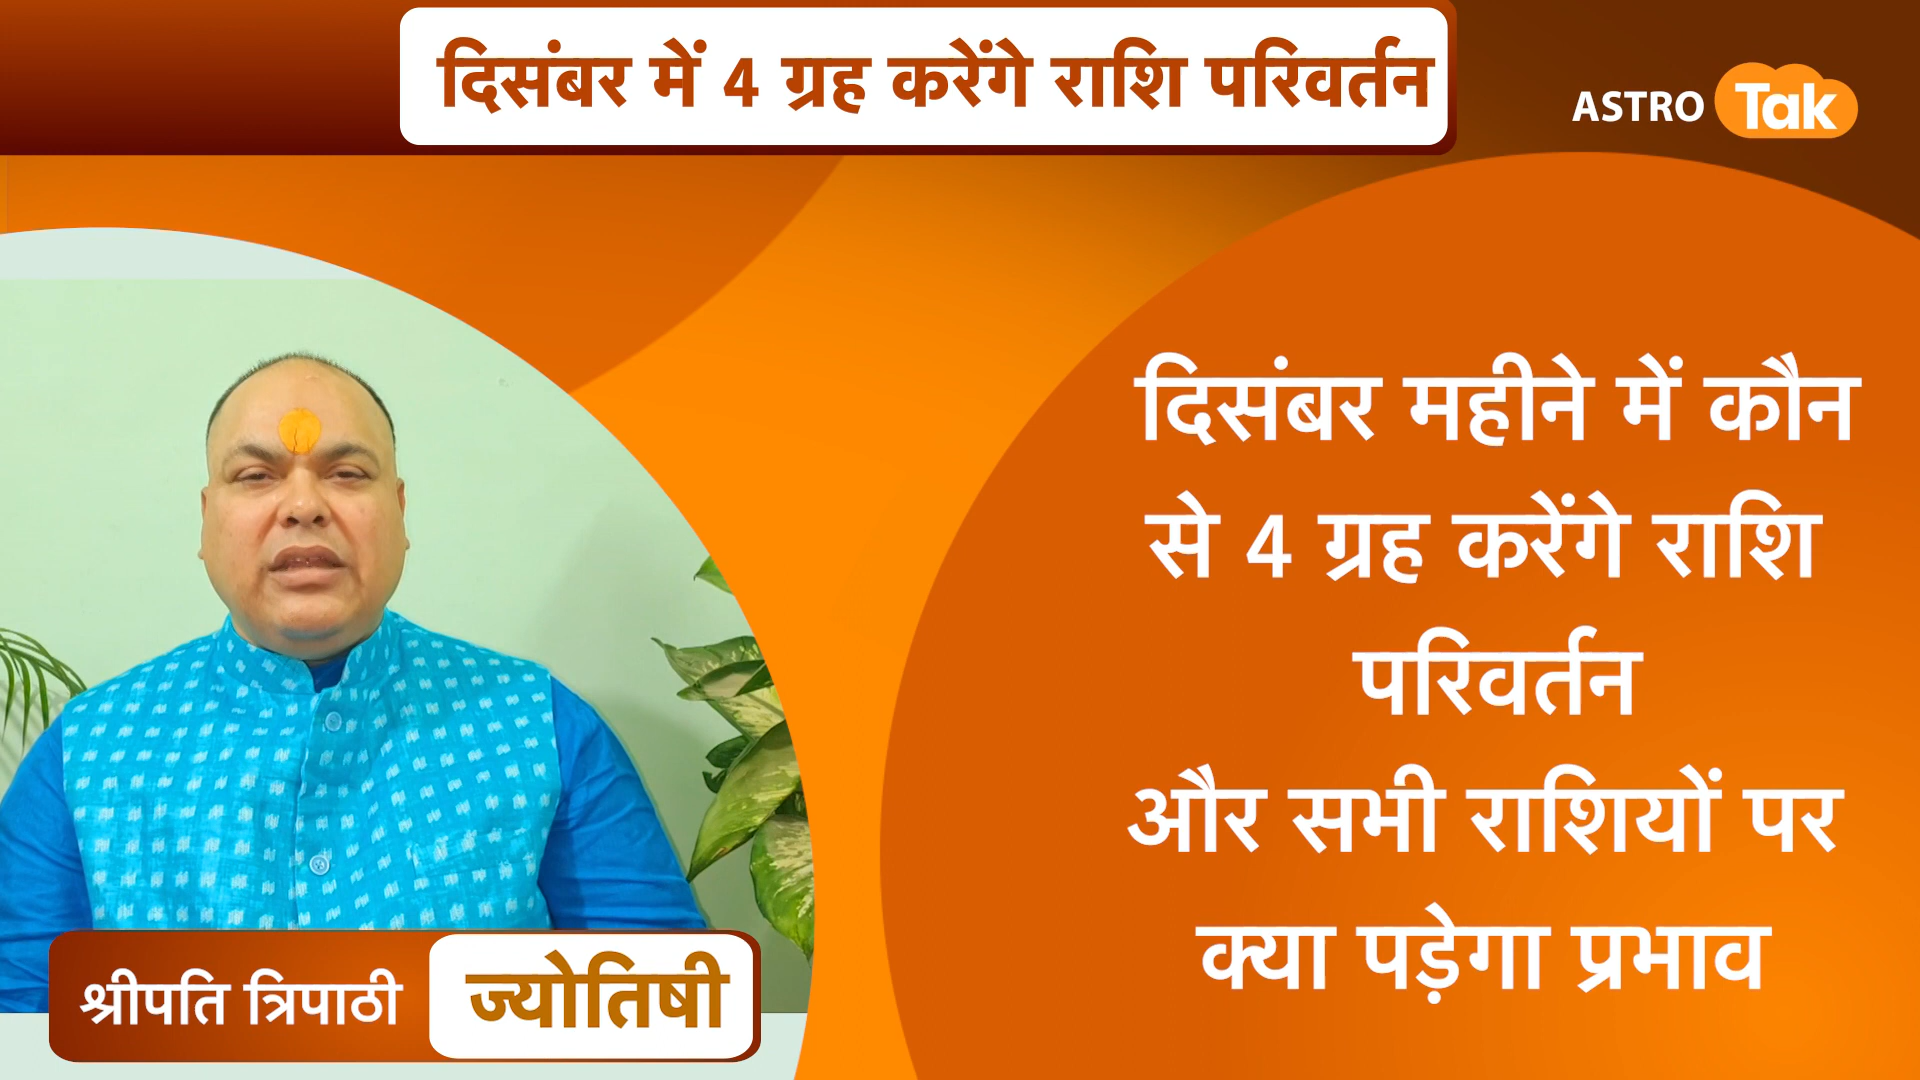 दिसंबर में 4 ग्रह करेंगे राशि परिवर्तन
ASTRO Tak
दिसंबर महीने में कौन
से 4 ग्रह करेंगे राशि
परिवर्तन
और सभी राशियों पर
क्या पड़ेगा प्रभाव
श्रीपति त्रिपाठी
ज्योतिषी